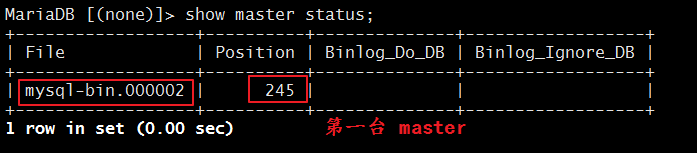 MariaDB [(none)]> show master status;
+------------------+----------+--------------+------------------+
| File | Position | Binlog_Do_DB | Binlog_Ignore_DB |
+------------------+----------+--------------+------------------+
| mysql-bin.000002 | 245 | | |
+------------------+----------+--------------+------------------+
1 row in set (0.00 sec) 第一台 master